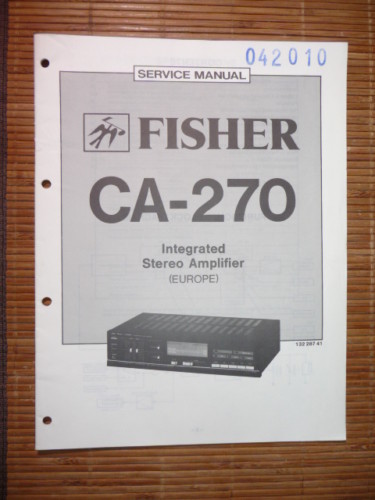 042010
SERVICE MANUAL
FISHER
CA-270
Integrated
Stereo Amplifier
(EUROPE)